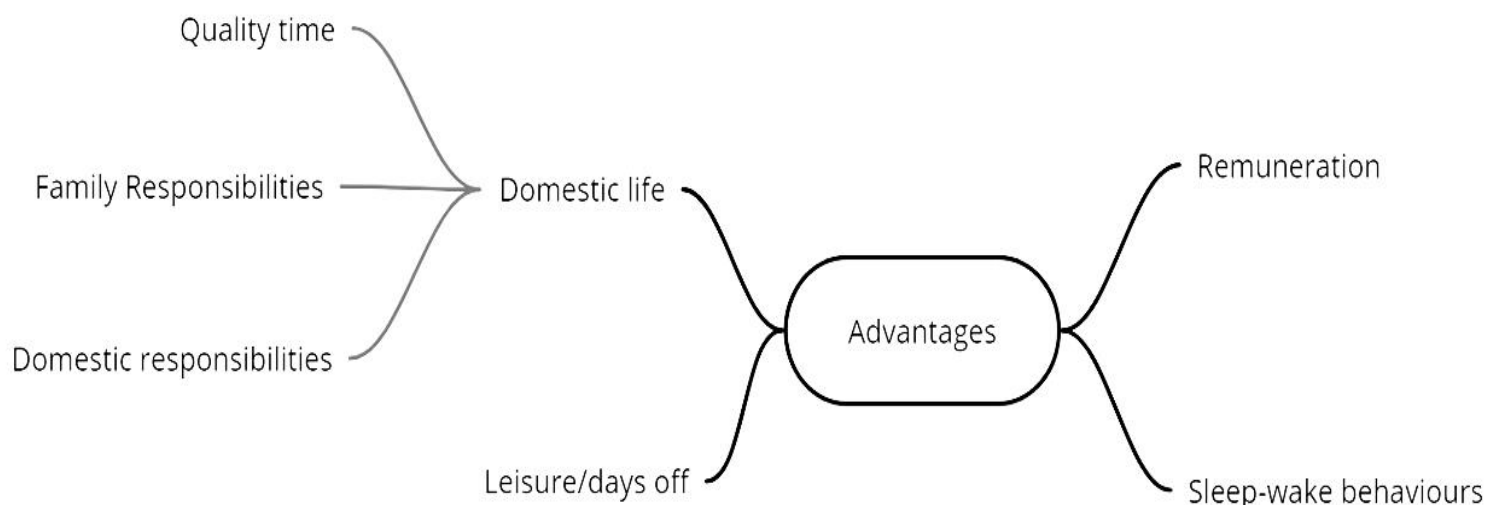 Quality time
Family Responsibilities
Domestic responsibilities
Domestic life
Leisure/days off
Advantages
Remuneration
Sleep-wake behaviours